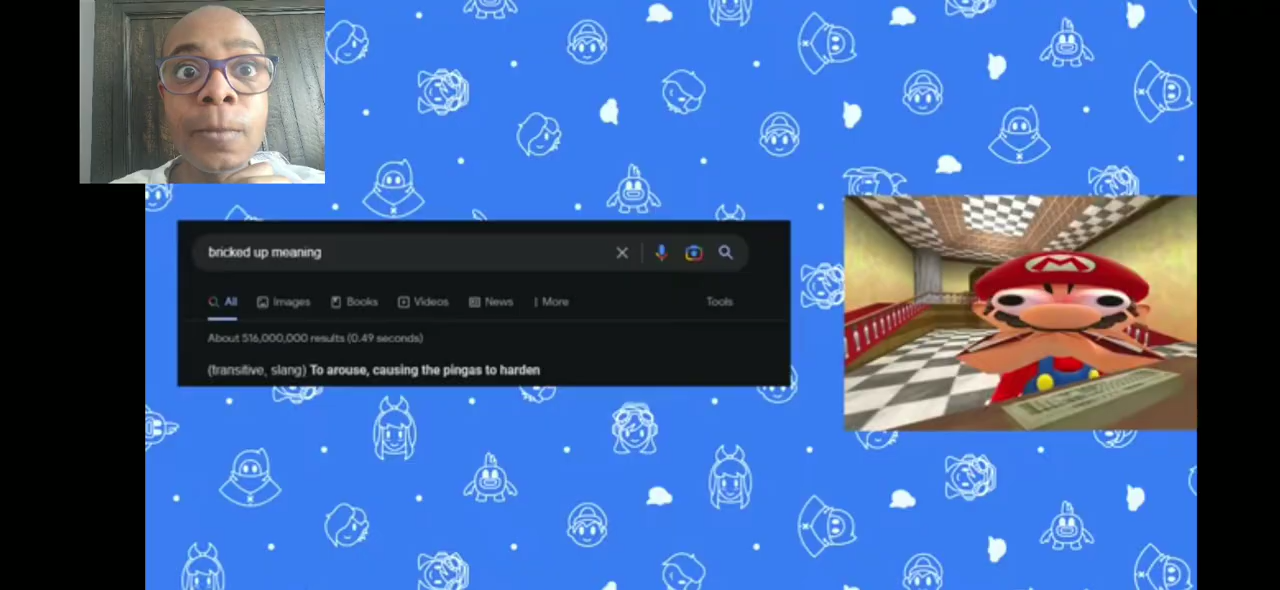 bricked up meaning
All Images Books Videos News More Tools
About 516,000,000 results (0.49 seconds)
(transitive, slang) To arouse, causing the pingas to harden
M